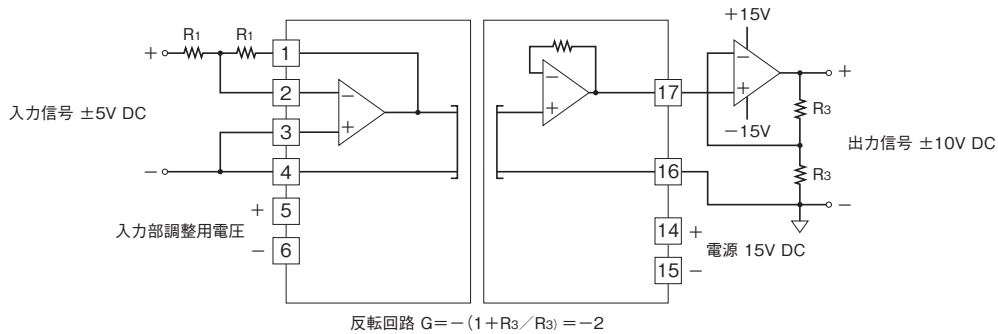 +15V
+ R1 R1 1
17 +
2 −
−
−
入力信号 ±5V DC
+
+
+
R3
3
−15V
出力信号 ±10V DC
− 4
16
R3
−
+ 5
入力部調整用電圧
− 6
14 +
電源 15V DC
15 −
反転回路 G=−(1+R3／R3)=−2